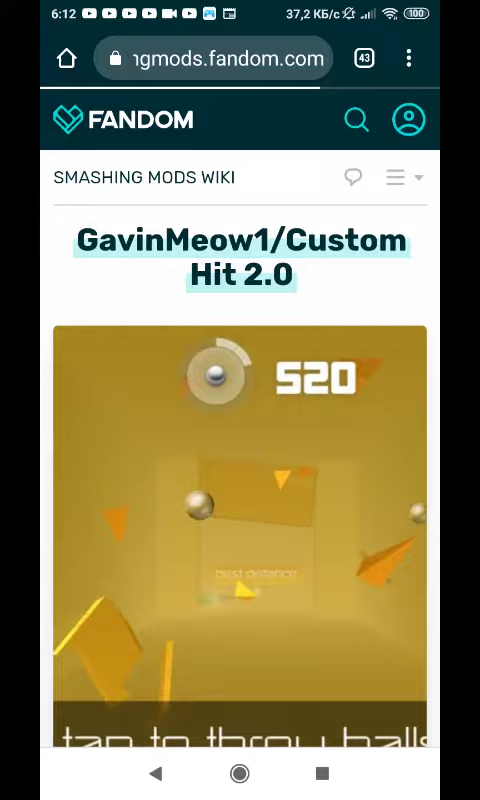 6:12 37,2 КБ/с 100
ngmods.fandom.com 43
FANDOM
SMASHING MODS WIKI
GavinMeow1/Custom
Hit 2.0
520
best distance
tap to throw balls